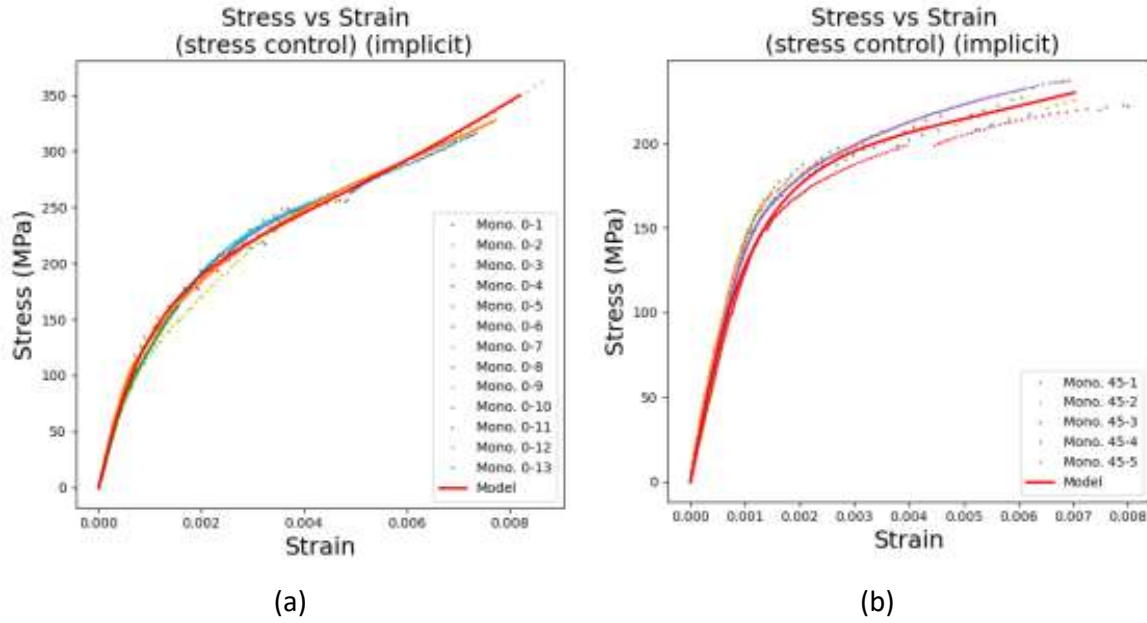 Stress vs Strain
(stress control) (implicit)
Stress (MPa)
350
300
250
200
150
100
50
0
Mono. 0-1
Mono. 0-2
Mono. 0-3
Mono. 0-4
Mono. 0-5
Mono. 0-6
Mono. 0-7
Mono. 0-8
Mono. 0-9
Mono. 0-10
Mono. 0-11
Mono. 0-12
Mono. 0-13
Model
0.000 0.002 0.004 0.006 0.008
Strain
(a)
Stress vs Strain
(stress control) (implicit)
Stress (MPa)
200
150
100
50
0
Mono. 45-1
Mono. 45-2
Mono. 45-3
Mono. 45-4
Mono. 45-5
Model
0.000 0.001 0.002 0.003 0.004 0.005 0.006 0.007 0.008
Strain
(b)